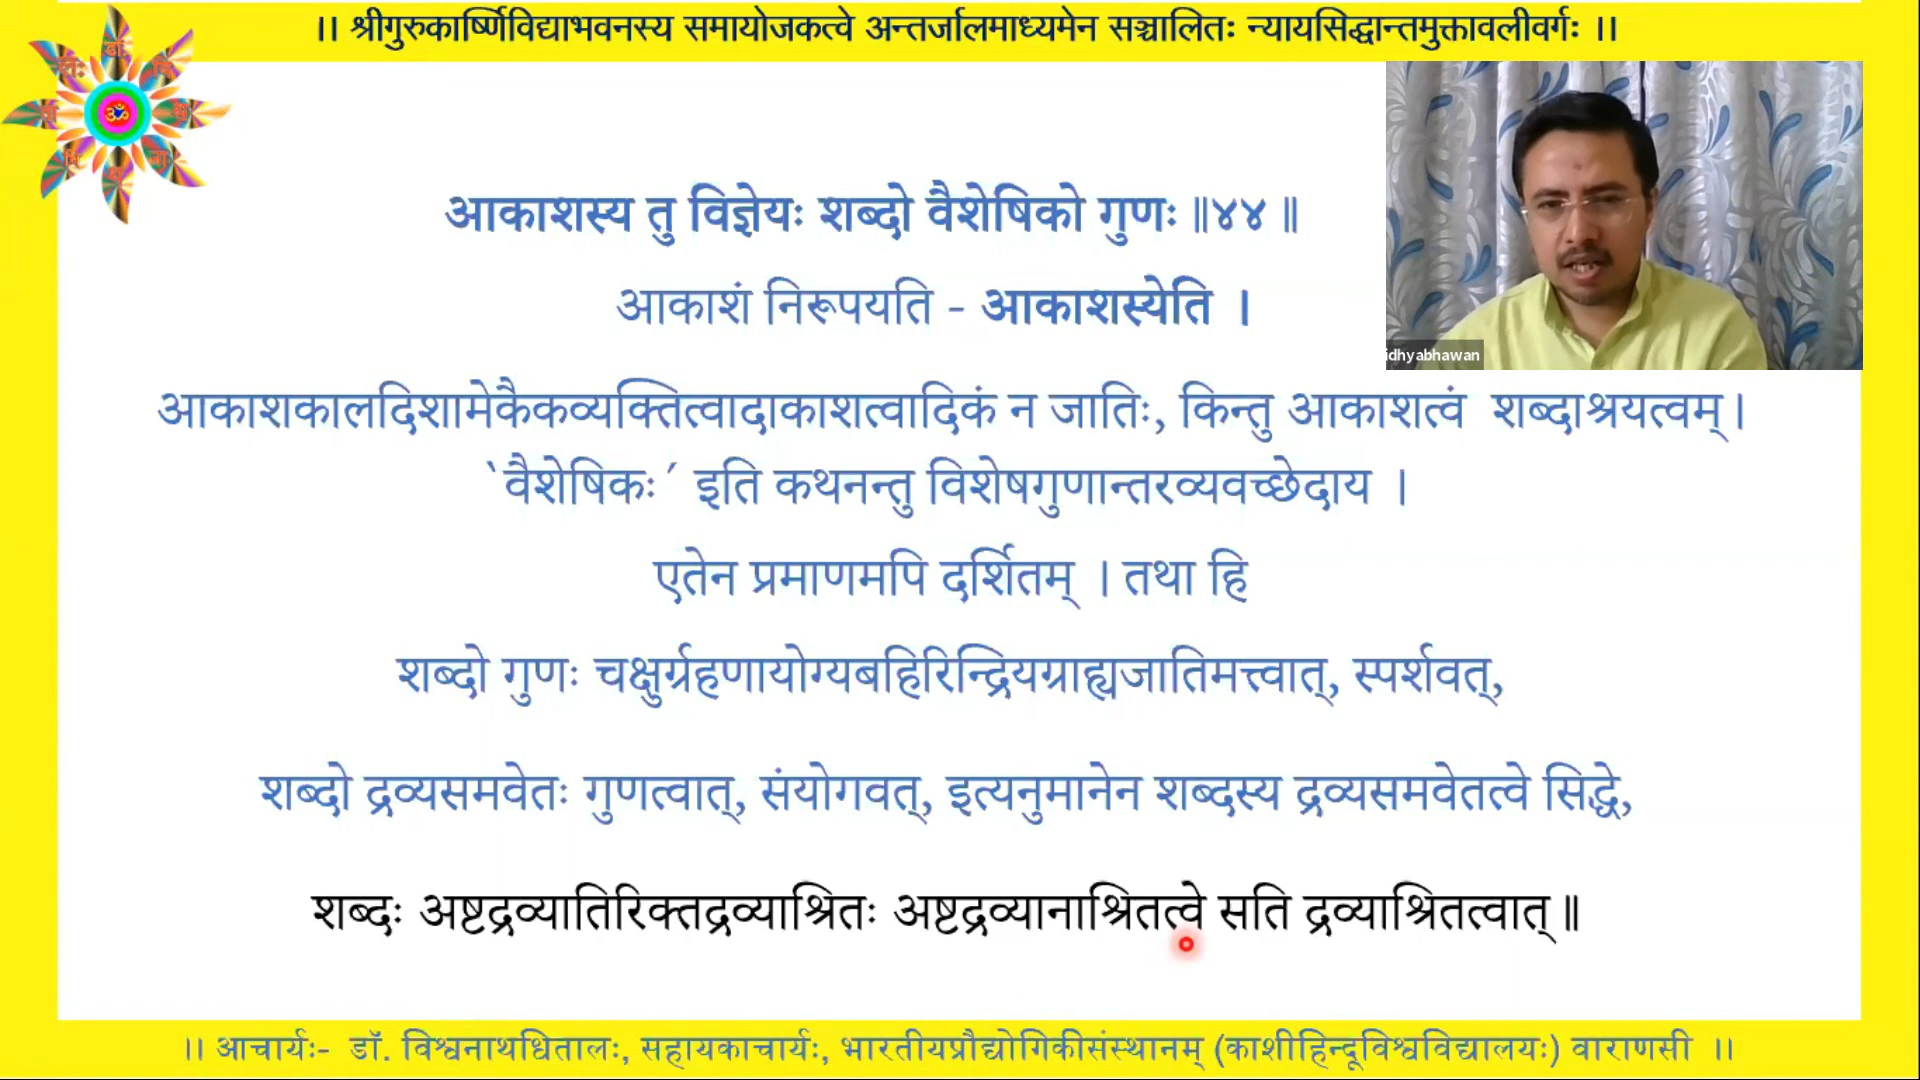 ।। श्रीगुरुकार्ष्णिविद्याभवनस्य समायोजकत्वे अन्तर्जालमाध्यमेन सञ्चालितः न्यायसिद्धान्तमुक्तावलीवर्गः ।।
आकाशस्य तु विज्ञेयः शब्दो वैशेषिको गुणः ॥४४॥
आकाशं निरूपयति - आकाशस्येति ।
idhyabhawan
आकाशकालदिशामेकैकव्यक्तित्वादाकाशत्वादिकं न जातिः, किन्तु आकाशत्वं शब्दाश्रयत्वम्।
`वैशेषिकः´ इति कथनन्तु विशेषगुणान्तरव्यवच्छेदाय ।
एतेन प्रमाणमपि दर्शितम् । तथा हि
शब्दो गुणः चक्षुर्ग्रहणायोग्यबहिरिन्द्रियग्राह्यजातिमत्त्वात्, स्पर्शवत्,
शब्दो द्रव्यसमवेतः गुणत्वात्, संयोगवत्, इत्यनुमानेन शब्दस्य द्रव्यसमवेतत्वे सिद्धे,
शब्दः अष्टद्रव्यातिरिक्तद्रव्याश्रितः अष्टद्रव्यानाश्रितत्वे सति द्रव्याश्रितत्वात्॥
।। आचार्यः- डॉ. विश्वनाथधितालः, सहायकाचार्यः, भारतीयप्रौद्योगिकीसंस्थानम् (काशीहिन्दूविश्वविद्यालयः) वाराणसी ।।